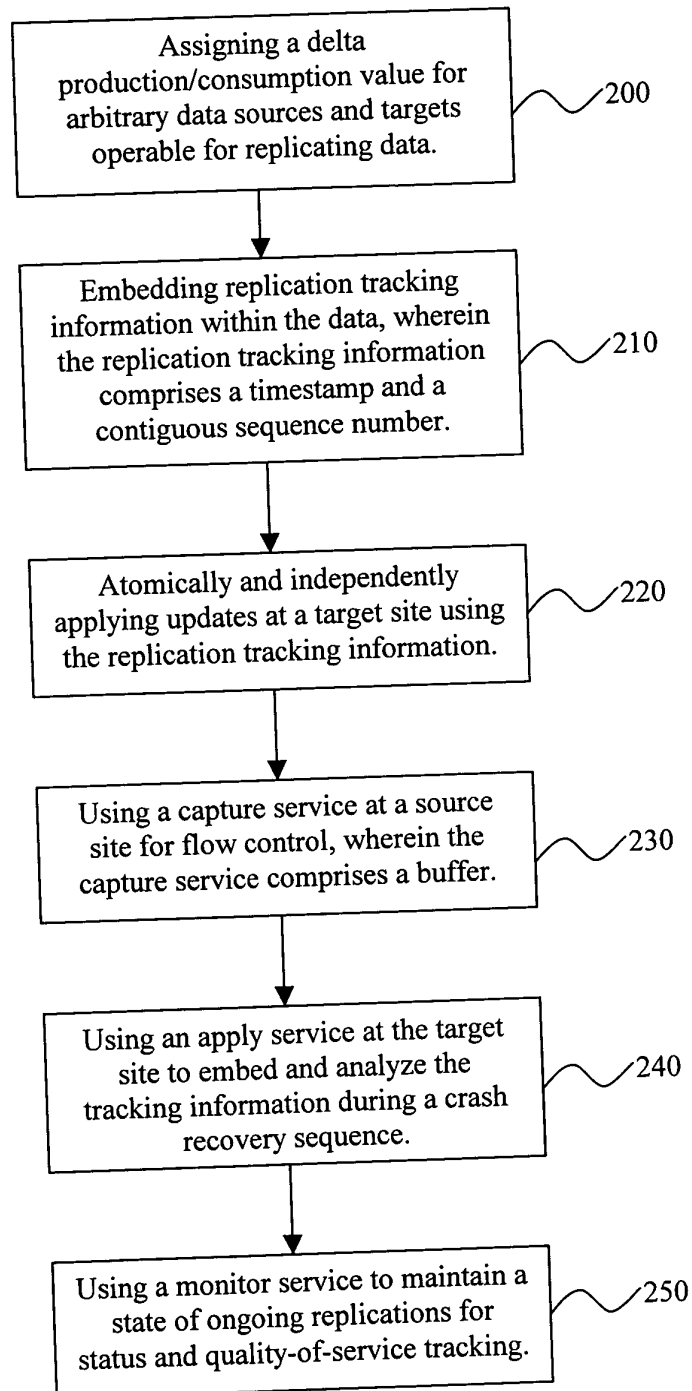 Assigning a delta
production/consumption value for
arbitrary data sources and targets
operable for replicating data.
200
Embedding replication tracking
information within the data, wherein
the replication tracking information
comprises a timestamp and a
contiguous sequence number.
210
Atomically and independently
applying updates at a target site using
the replication tracking information.
220
Using a capture service at a source
site for flow control, wherein the
capture service comprises a buffer.
230
Using an apply service at the target
site to embed and analyze the
tracking information during a crash
recovery sequence.
240
Using a monitor service to maintain a
state of ongoing replications for
status and quality-of-service tracking.
250